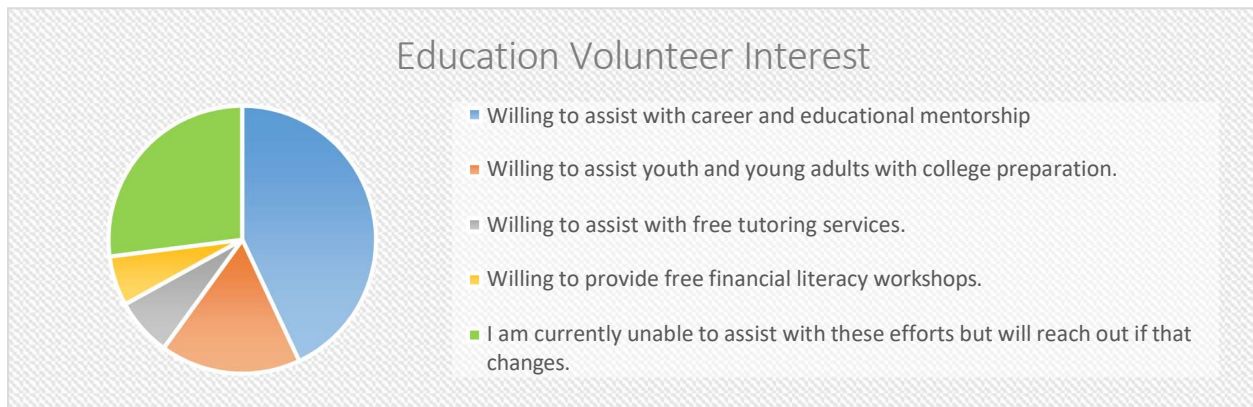 Education Volunteer Interest
Willing to assist with career and educational mentorship
Willing to assist youth and young adults with college preparation.
Willing to assist with free tutoring services.
Willing to provide free financial literacy workshops.
I am currently unable to assist with these efforts but will reach out if that
changes.